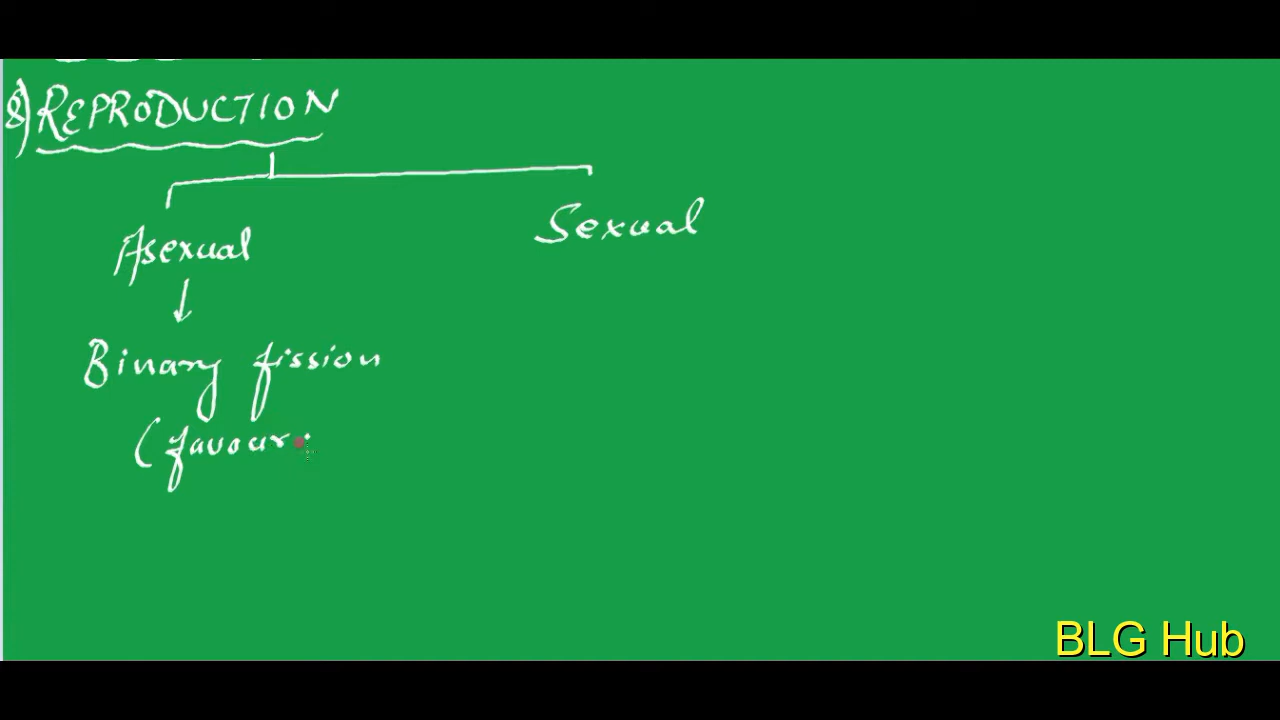 8) REPRODUCTION
Asexual
Sexual
Binary fission
(favour
BLG Hub